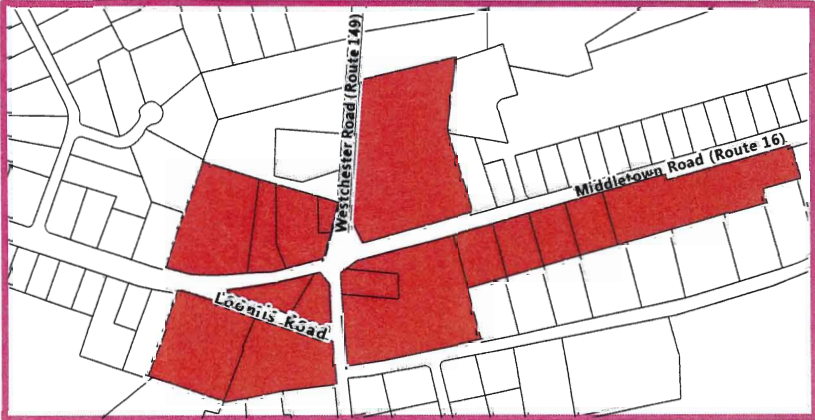 Westchester Road (Route 149)
Middletown Road (Route 16)
Loomis Road